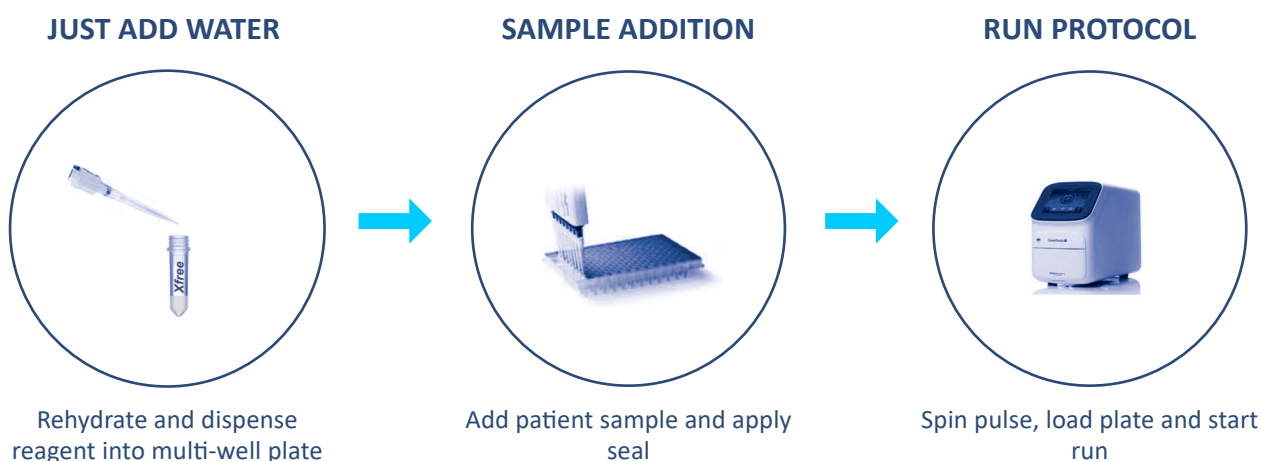 JUST ADD WATER
SAMPLE ADDITION
RUN PROTOCOL
Xfree
Rehydrate and dispense
reagent into multi-well plate
Add patient sample and apply
seal
Spin pulse, load plate and start
run